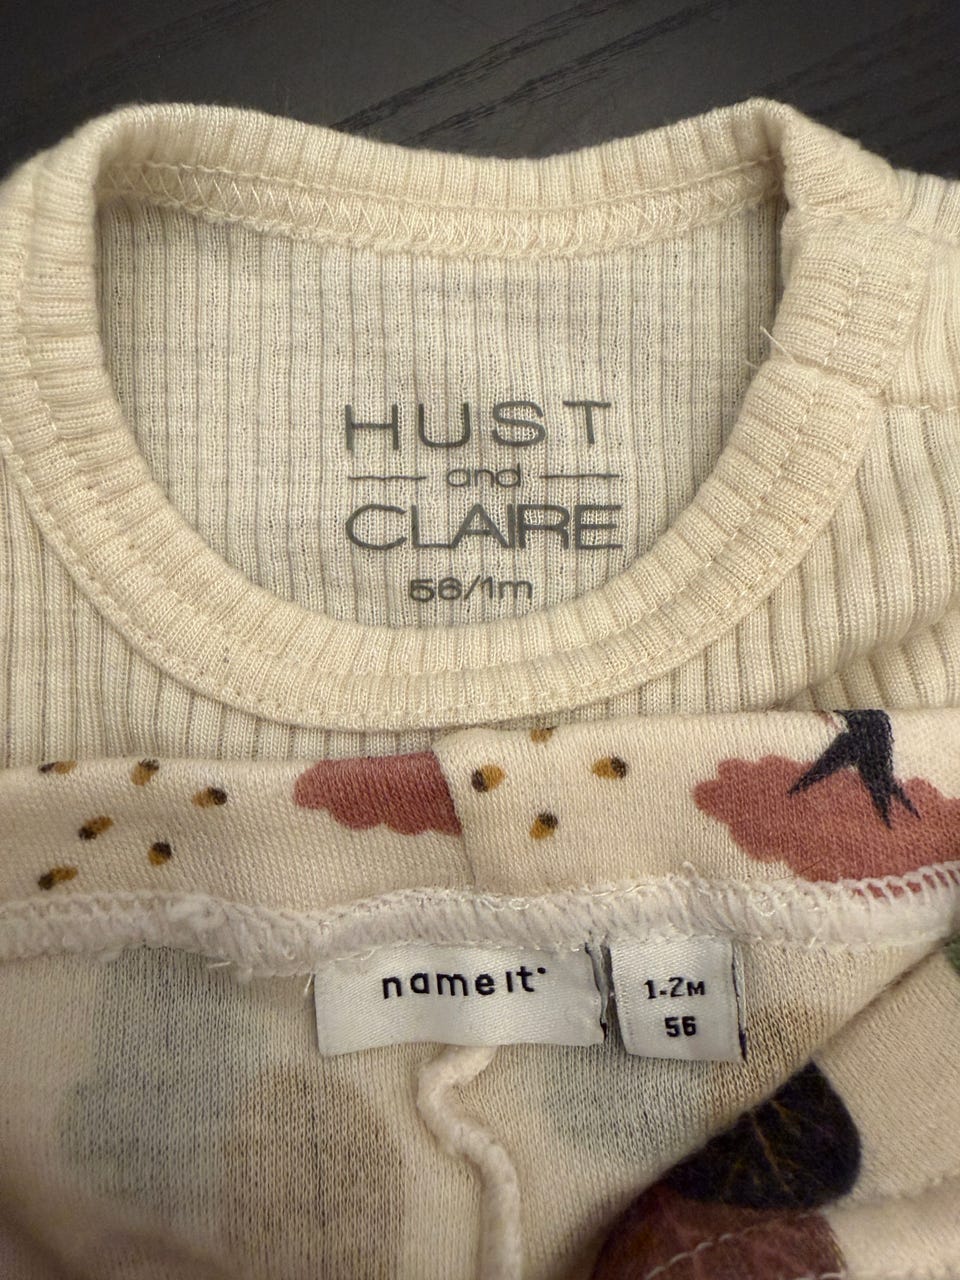 HUST
and
CLAIRE
56/1m
name it
1-2M
56